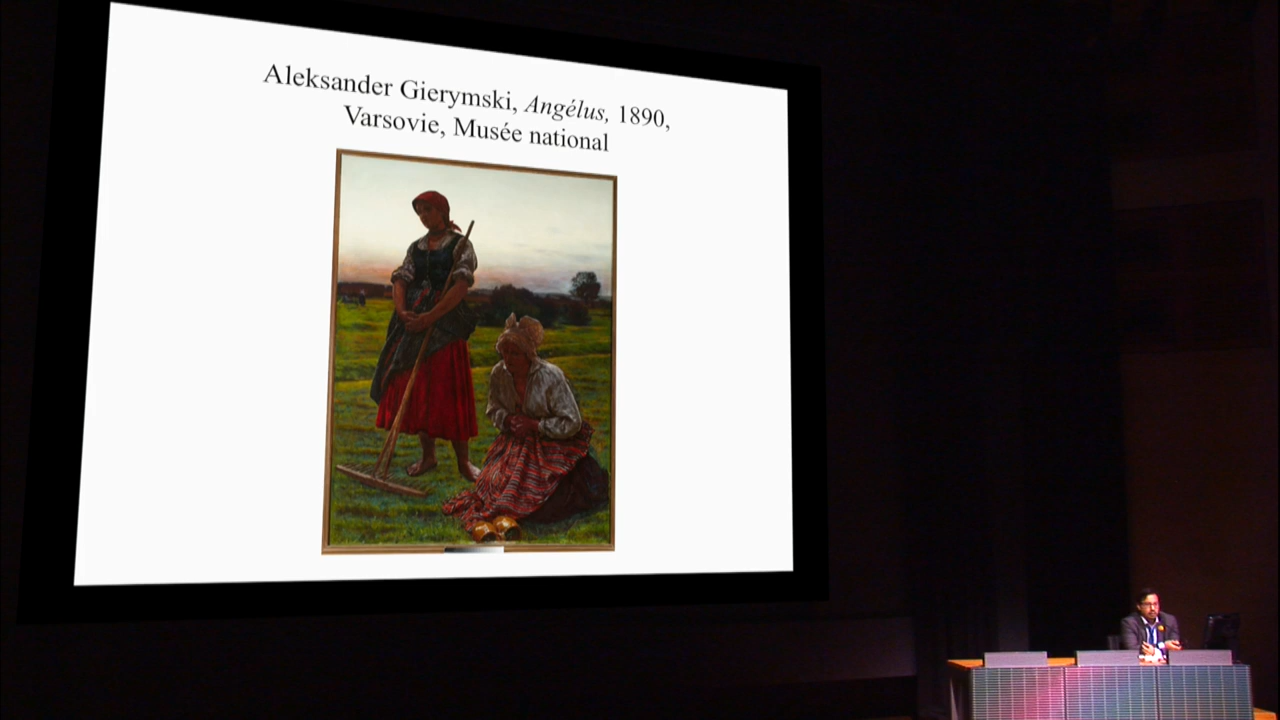 Aleksander Gierymski, Angélus, 1890,
Varsovie, Musée national